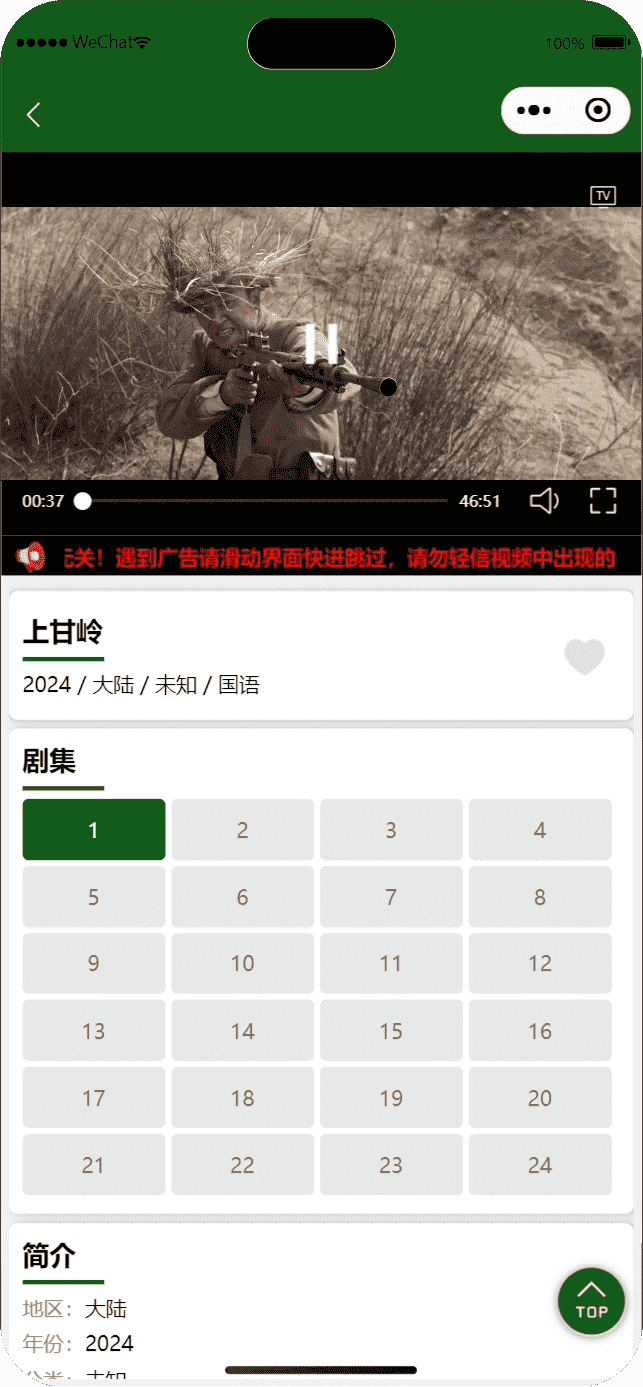 WeChat 100%
TV
00:37 46:51
关！遇到广告请滑动界面快进跳过，请勿轻信视频中出现的
上甘岭
2024 / 大陆 / 未知 / 国语
剧集
1 2 3 4
5 6 7 8
9 10 11 12
13 14 15 16
17 18 19 20
21 22 23 24
简介
地区：大陆
TOP
年份：2024